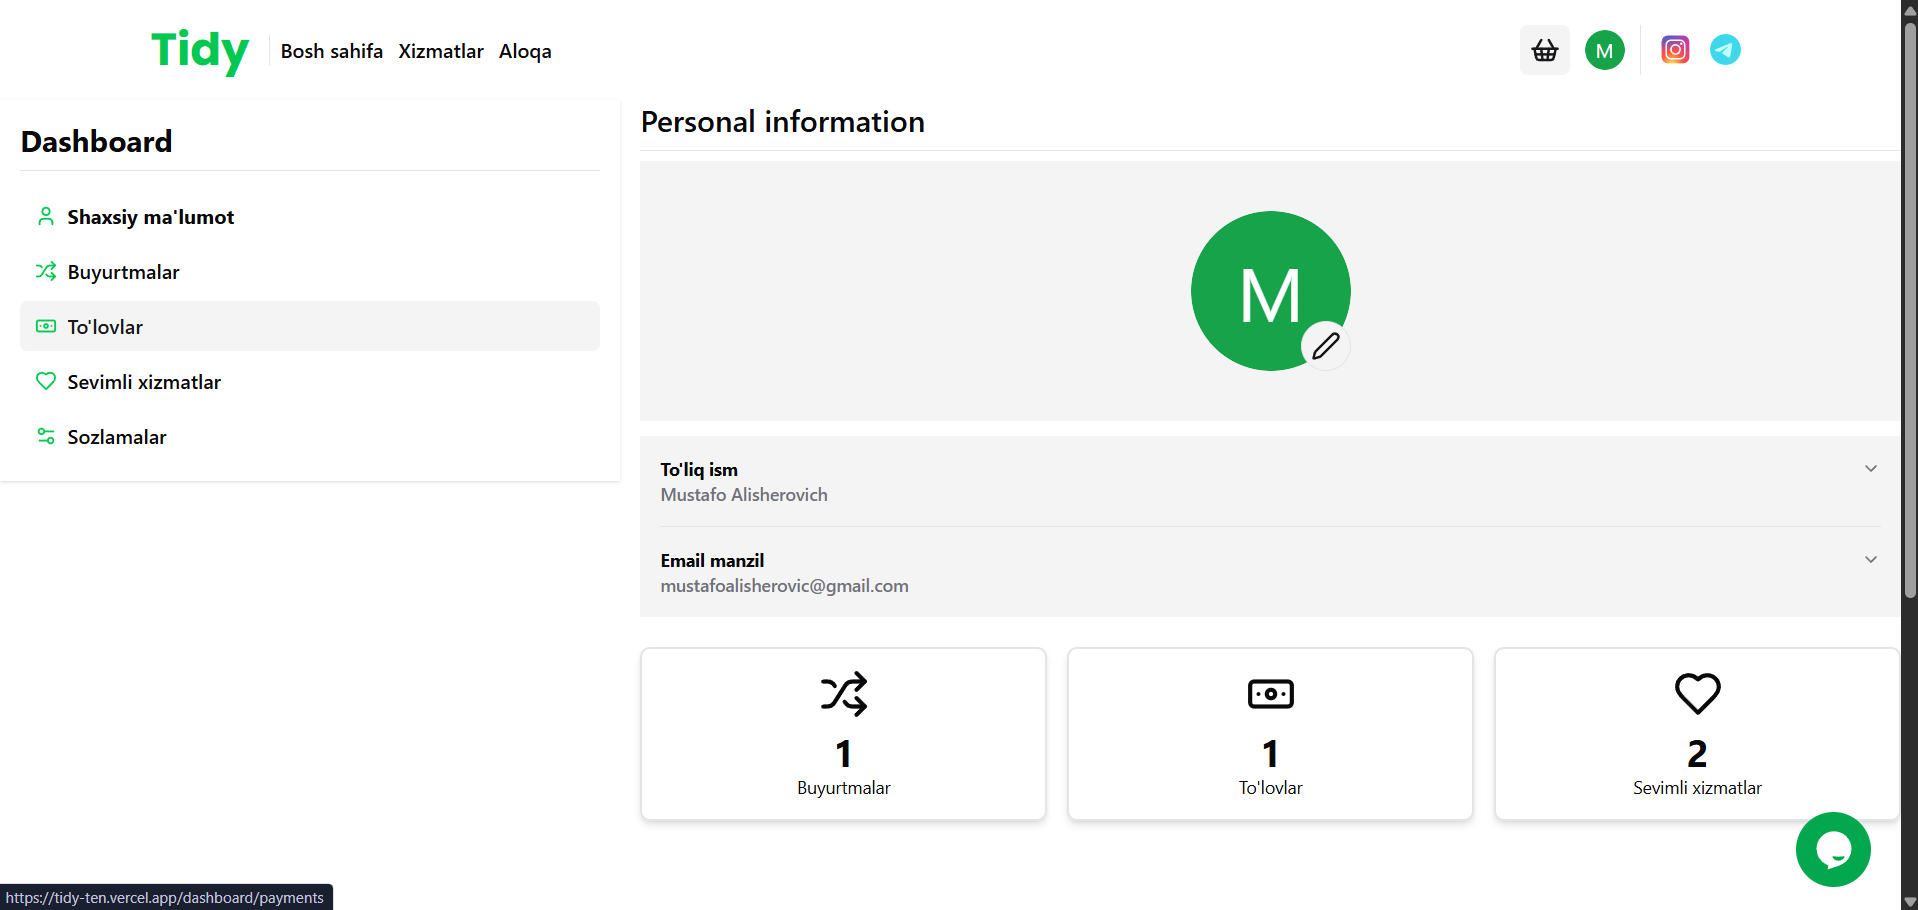 Tidy
Bosh sahifa Xizmatlar Aloqa
M
Dashboard
Shaxsiy ma'lumot
Buyurtmalar
To'lovlar
Sevimli xizmatlar
Sozlamalar
Personal information
M
To'liq ism
Mustafo Alisherovich
Email manzil
mustafoalisherovic@gmail.com
1
Buyurtmalar
1
To'lovlar
2
Sevimli xizmatlar
https://tidy-ten.vercel.app/dashboard/payments